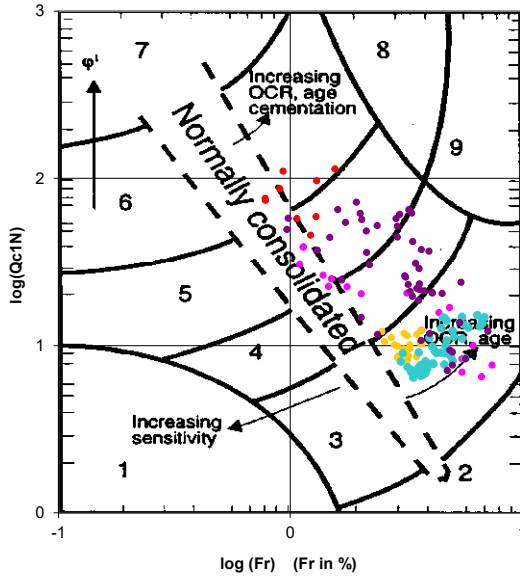 3
7
8
φ'
Increasing
OCR, age
cementation
9
2
Normally consolidated
6
log(Qc1N)
5
1
Increasing
OCR, age
4
Increasing
sensitivity
3
1
2
0
-1
0
1
log (Fr) (Fr in %)